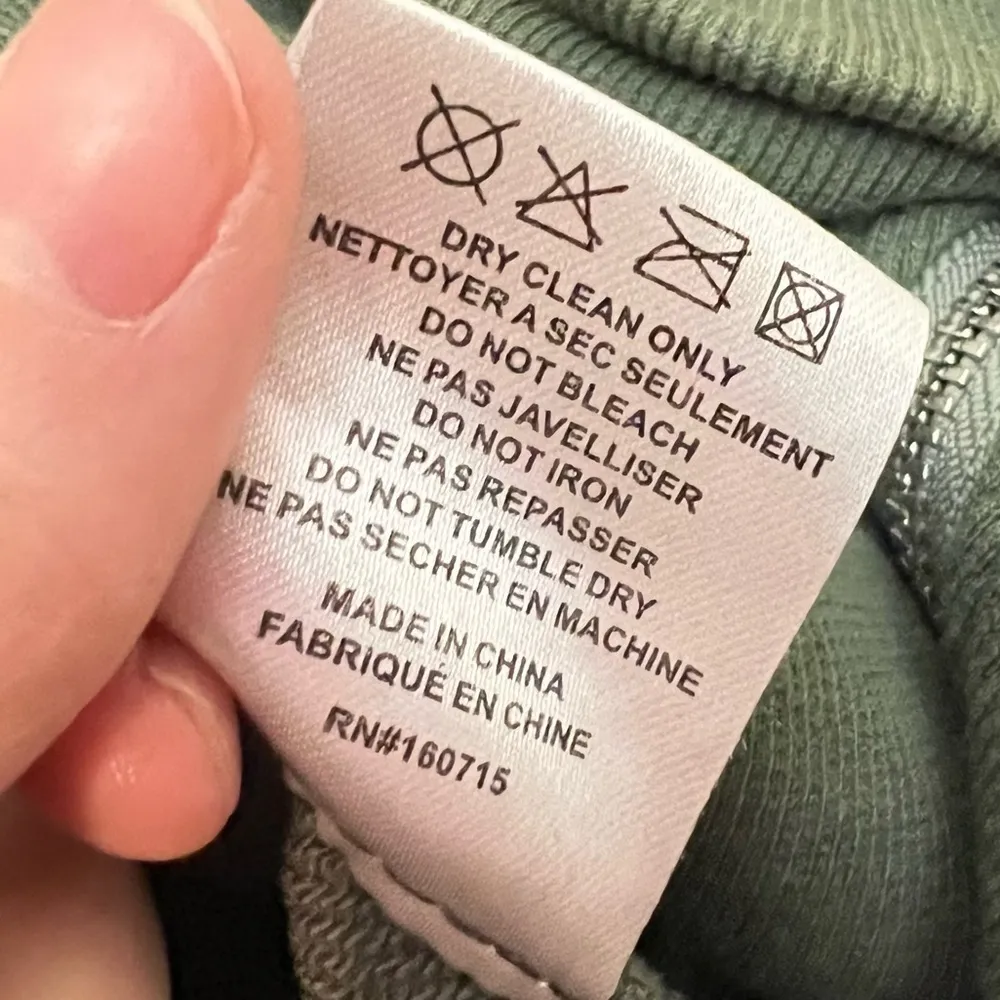 DRY CLEAN ONLY
NETTOYER A SEC SEULEMENT
DO NOT BLEACH
NE PAS JAVELLISER
DO NOT IRON
NE PAS REPASSER
DO NOT TUMBLE DRY
NE PAS SECHER EN MACHINE
MADE IN CHINA
FABRIQUÉ EN CHINE
RN#160715